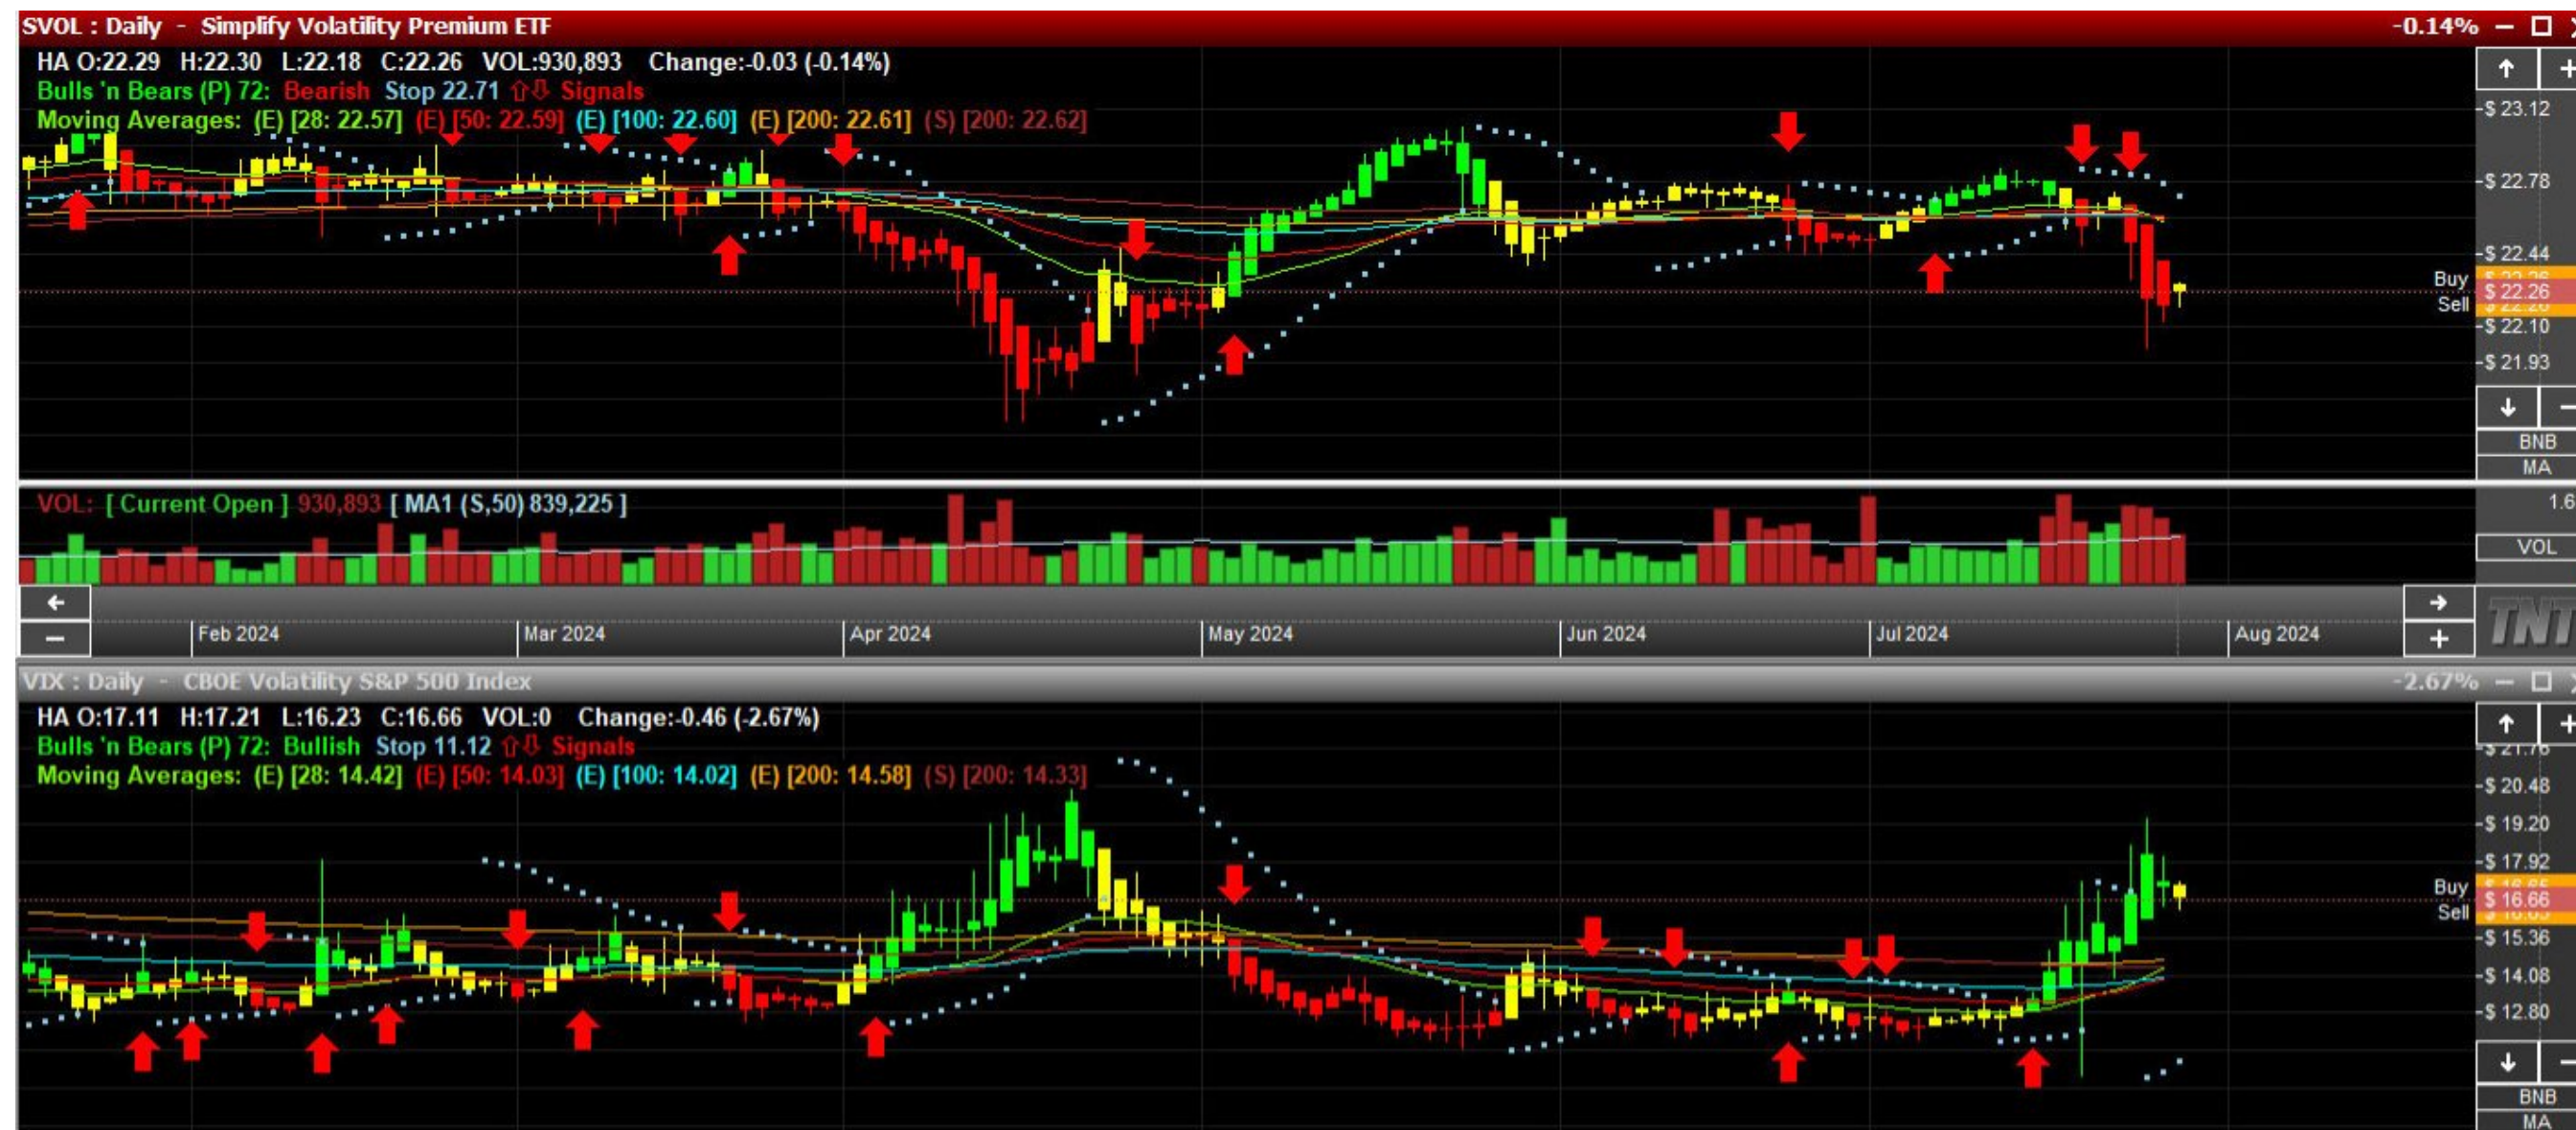 SVOL : Daily - Simplify Volatility Premium ETF -0.14%
HA O:22.29 H:22.30 L:22.18 C:22.26 VOL:930,893 Change:-0.03 (-0.14%)
Bulls 'n Bears (P) 72: Bearish Stop 22.71 ⇧⇩ Signals
Moving Averages: (E) [28: 22.57] (E) [50: 22.59] (E) [100: 22.60] (E) [200: 22.61] (S) [200: 22.62]
$ 23.12
$ 22.78
$ 22.44
Buy
$ 22.26
Sell
$ 22.10
$ 21.93
BNB
MA
VOL: [ Current Open ] 930,893 [ MA1 (S,50) 839,225 ]
1.6
VOL
Feb 2024 Mar 2024 Apr 2024 May 2024 Jun 2024 Jul 2024 Aug 2024
TNT
VIX : Daily - CBOE Volatility S&P 500 Index -2.67%
HA O:17.11 H:17.21 L:16.23 C:16.66 VOL:0 Change:-0.46 (-2.67%)
Bulls 'n Bears (P) 72: Bullish Stop 11.12 ⇧⇩ Signals
Moving Averages: (E) [28: 14.42] (E) [50: 14.03] (E) [100: 14.02] (E) [200: 14.58] (S) [200: 14.33]
$ 21.76
$ 20.48
$ 19.20
$ 17.92
Buy
$ 16.66
Sell
$ 15.36
$ 14.08
$ 12.80
BNB
MA